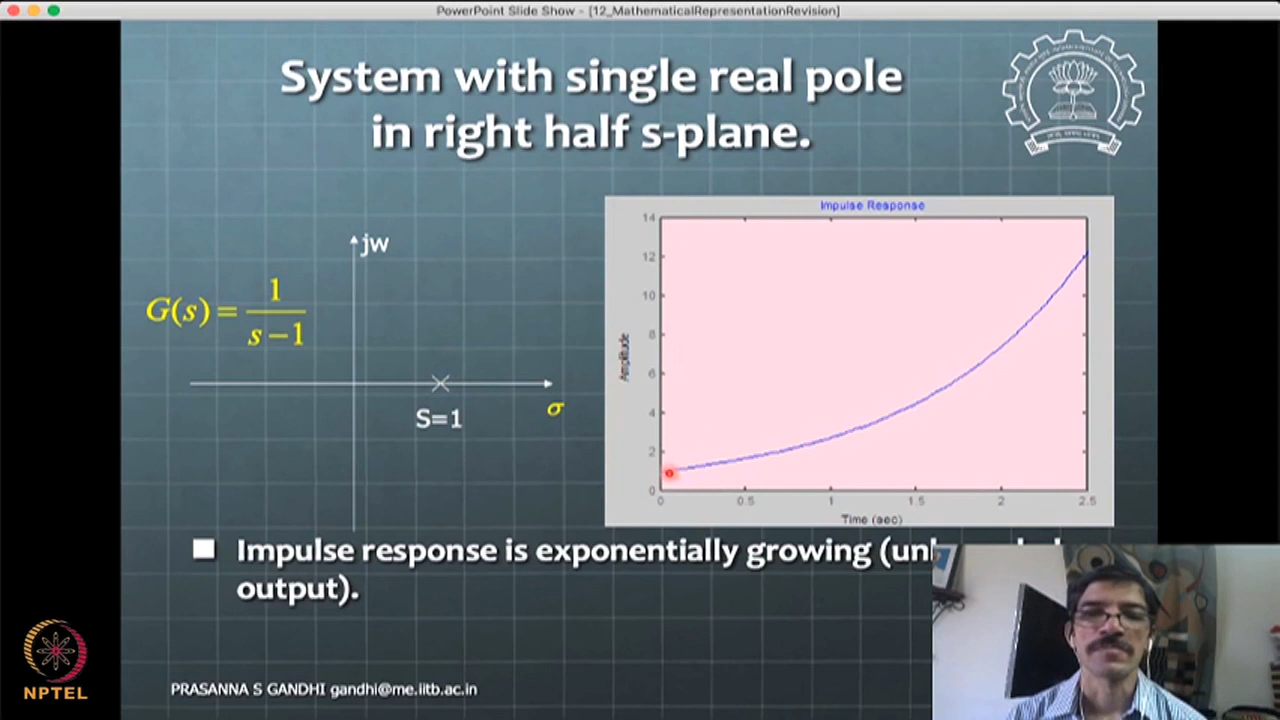 PowerPoint Slide Show - [12_MathematicalRepresentationRevision]
System with single real pole
in right half s-plane.
jw
G(s) = 1 / (s - 1)
S=1
σ
Impulse Response
Amplitude
14
12
10
8
6
4
2
0
0 0.5 1 1.5 2 2.5
Time (sec)
Impulse response is exponentially growing
output).
NPTEL
PRASANNA S GANDHI gandhi@me.iitb.ac.in